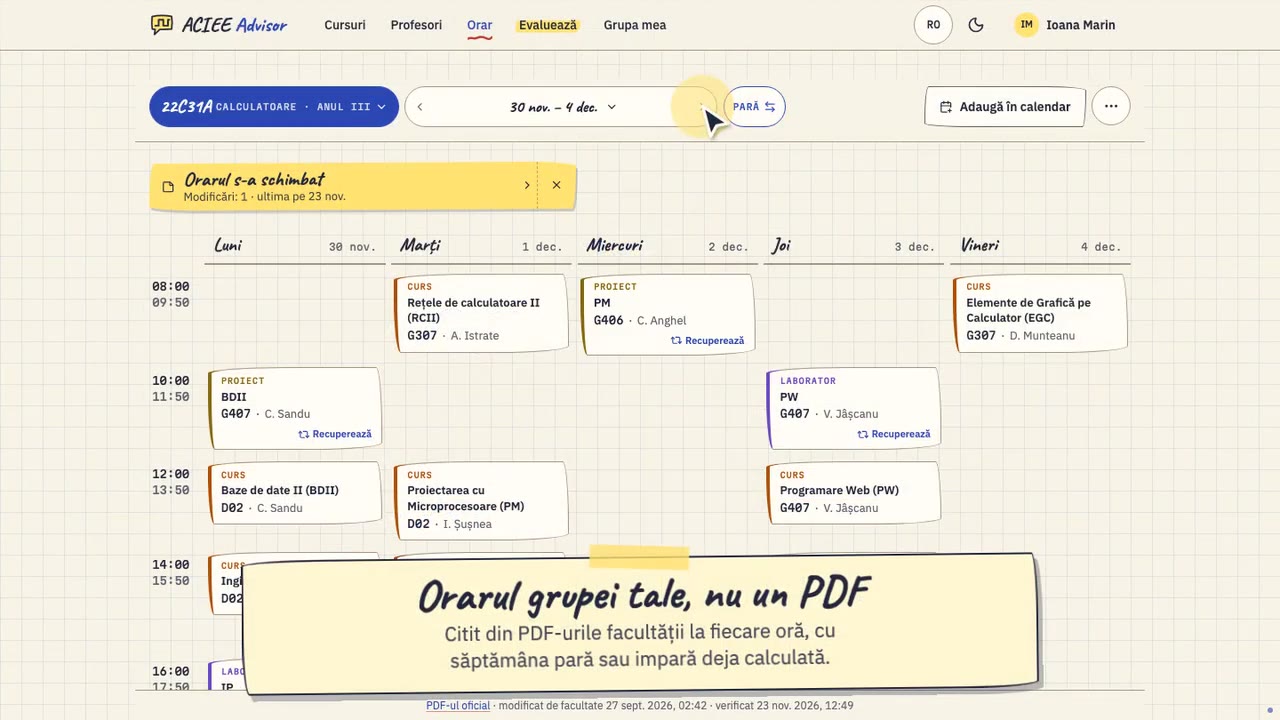 ACIEE Advisor
Cursuri
Profesori
Orar
Evaluează
Grupa mea
RO
IM
Ioana Marin
22C31A CALCULATOARE · ANUL III
30 nov. – 4 dec.
PARĂ
Adaugă în calendar
Orarul s-a schimbat
Modificări: 1 · ultima pe 23 nov.
Luni 30 nov.
Marți 1 dec.
Miercuri 2 dec.
Joi 3 dec.
Vineri 4 dec.
08:00
09:50
CURS
Rețele de calculatoare II
(RCII)
G307 · A. Istrate
PROIECT
PM
G406 · C. Anghel
Recuperează
CURS
Elemente de Grafică pe
Calculator (EGC)
G307 · D. Munteanu
10:00
11:50
PROIECT
BDII
G407 · C. Sandu
Recuperează
LABORATOR
PW
G407 · V. Jâșcanu
Recuperează
12:00
13:50
CURS
Baze de date II (BDII)
D02 · C. Sandu
CURS
Proiectarea cu
Microprocesoare (PM)
D02 · I. Șușnea
CURS
Programare Web (PW)
G407 · V. Jâșcanu
14:00
15:50
CURS
Ingi
D02
16:00
17:50
LABO
IP
Orarul grupei tale, nu un PDF
Citit din PDF-urile facultății la fiecare oră, cu
săptămâna pară sau impară deja calculată.
PDF-ul oficial · modificat de facultate 27 sept. 2026, 02:42 · verificat 23 nov. 2026, 12:49